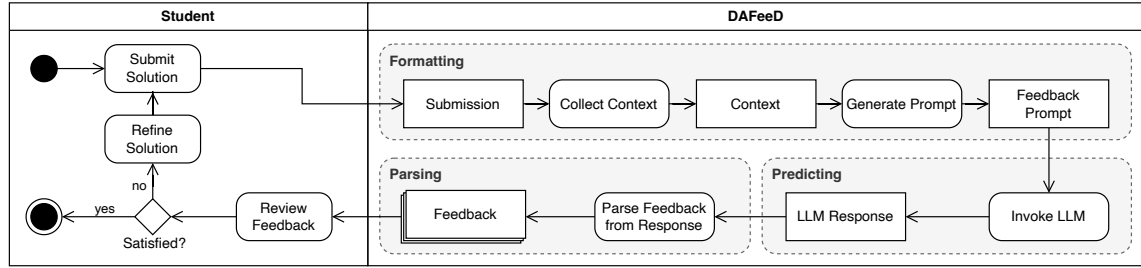 Student
DAFeeD
Submit
Solution
Formatting
Submission
Collect Context
Context
Generate Prompt
Feedback
Prompt
Refine
Solution
no
yes
Satisfied?
Review
Feedback
Parsing
Feedback
Parse Feedback
from Response
Predicting
LLM Response
Invoke LLM